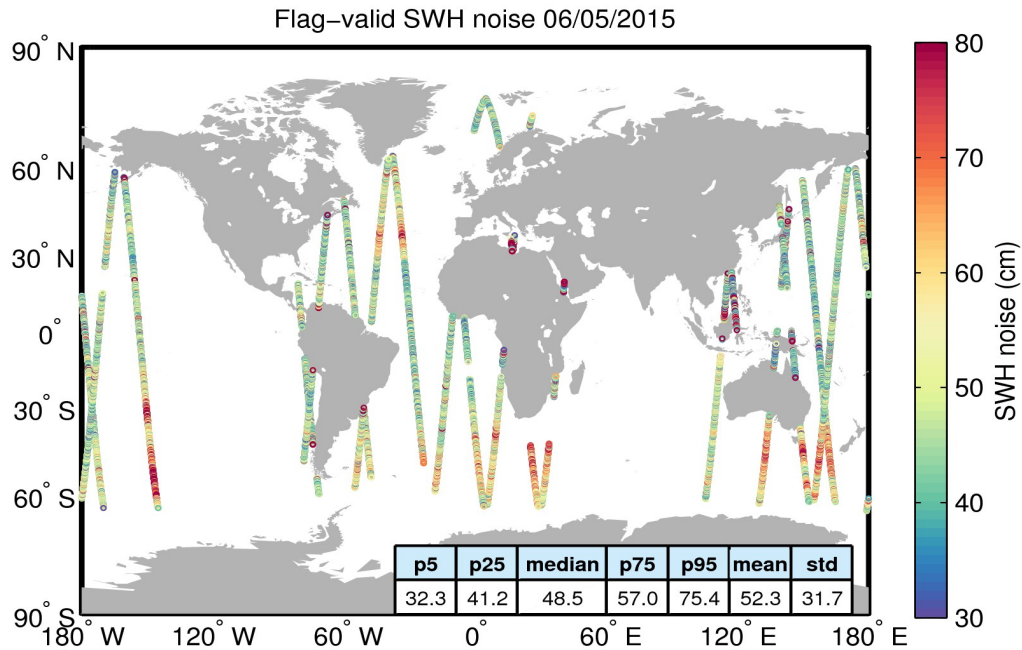 Flag−valid SWH noise 06/05/2015
90° N
60° N
30° N
0°
30° S
60° S
90° S
180° W 120° W 60° W 0° 60° E 120° E 180° E
p5 p25 median p75 p95 mean std
32.3 41.2 48.5 57.0 75.4 52.3 31.7
80
70
60
50
40
30
SWH noise (cm)